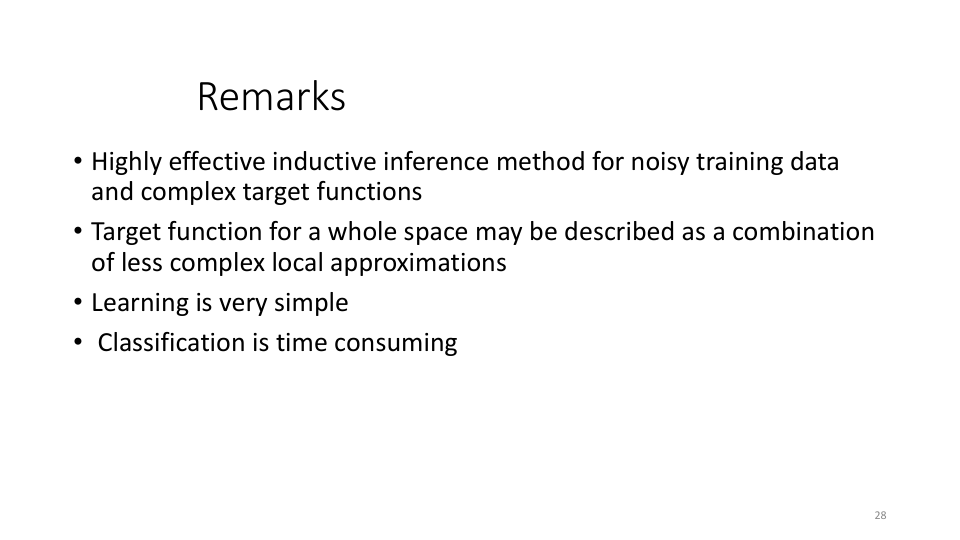 Remarks
• Highly effective inductive inference method for noisy training data
and complex target functions
• Target function for a whole space may be described as a combination
of less complex local approximations
• Learning is very simple
• Classification is time consuming
28